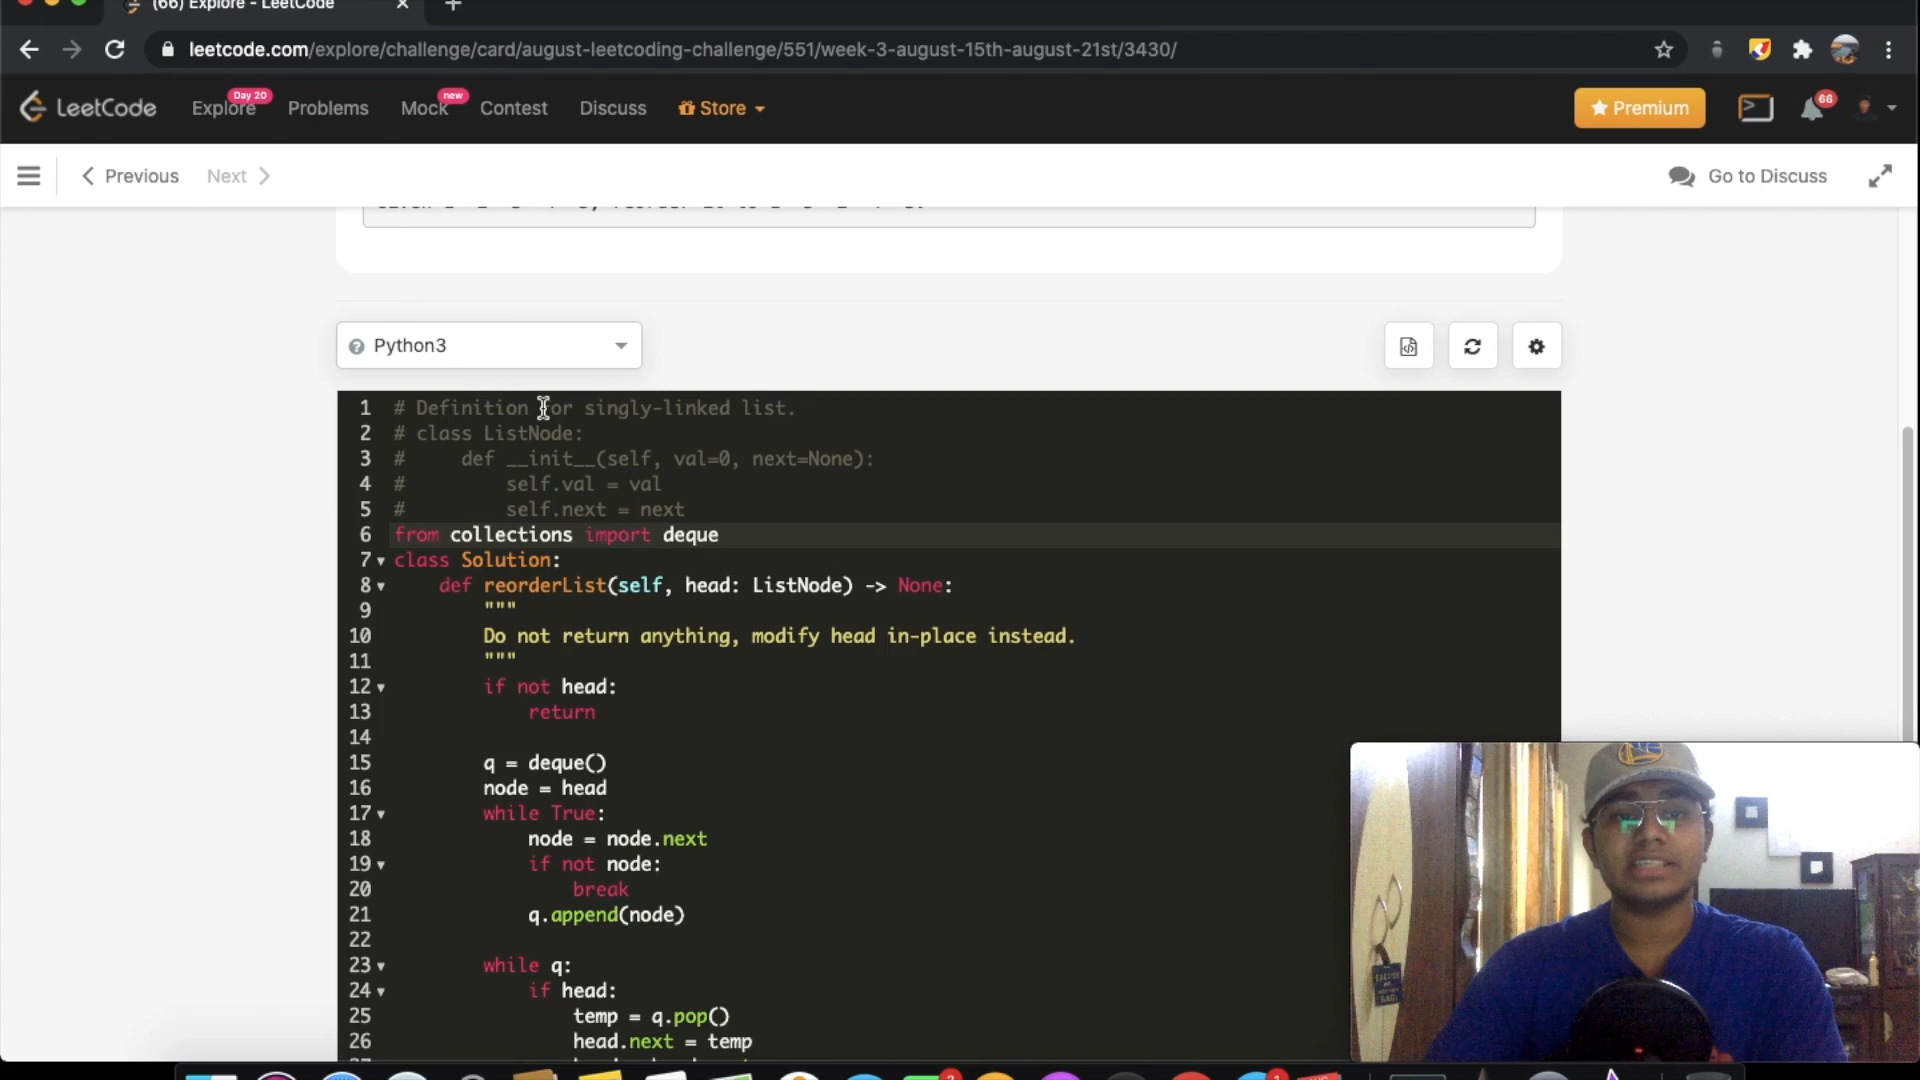 (66) Explore - LeetCode
leetcode.com/explore/challenge/card/august-leetcoding-challenge/551/week-3-august-15th-august-21st/3430/
LeetCode Explore Day 20 Problems Mock new Contest Discuss Store Premium 66
Previous Next Go to Discuss
Python3
1 # Definition for singly-linked list.
2 # class ListNode:
3 #     def __init__(self, val=0, next=None):
4 #         self.val = val
5 #         self.next = next
6 from collections import deque
7 class Solution:
8     def reorderList(self, head: ListNode) -> None:
9         """
10         Do not return anything, modify head in-place instead.
11         """
12         if not head:
13             return
14
15         q = deque()
16         node = head
17         while True:
18             node = node.next
19             if not node:
20                 break
21             q.append(node)
22
23         while q:
24             if head:
25                 temp = q.pop()
26                 head.next = temp